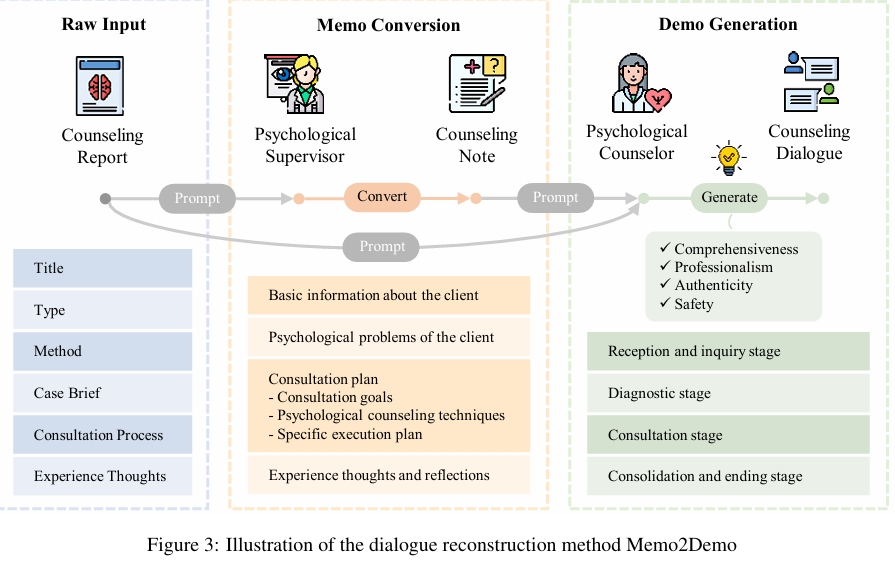 Raw Input
Memo Conversion
Demo Generation
Counseling
Report
Psychological
Supervisor
Counseling
Note
Psychological
Counselor
Counseling
Dialogue
Prompt
Convert
Prompt
Generate
Prompt
✓ Comprehensiveness
✓ Professionalism
✓ Authenticity
✓ Safety
Title
Type
Method
Case Brief
Consultation Process
Experience Thoughts
Basic information about the client
Psychological problems of the client
Consultation plan
- Consultation goals
- Psychological counseling techniques
- Specific execution plan
Experience thoughts and reflections
Reception and inquiry stage
Diagnostic stage
Consultation stage
Consolidation and ending stage
Figure 3: Illustration of the dialogue reconstruction method Memo2Demo